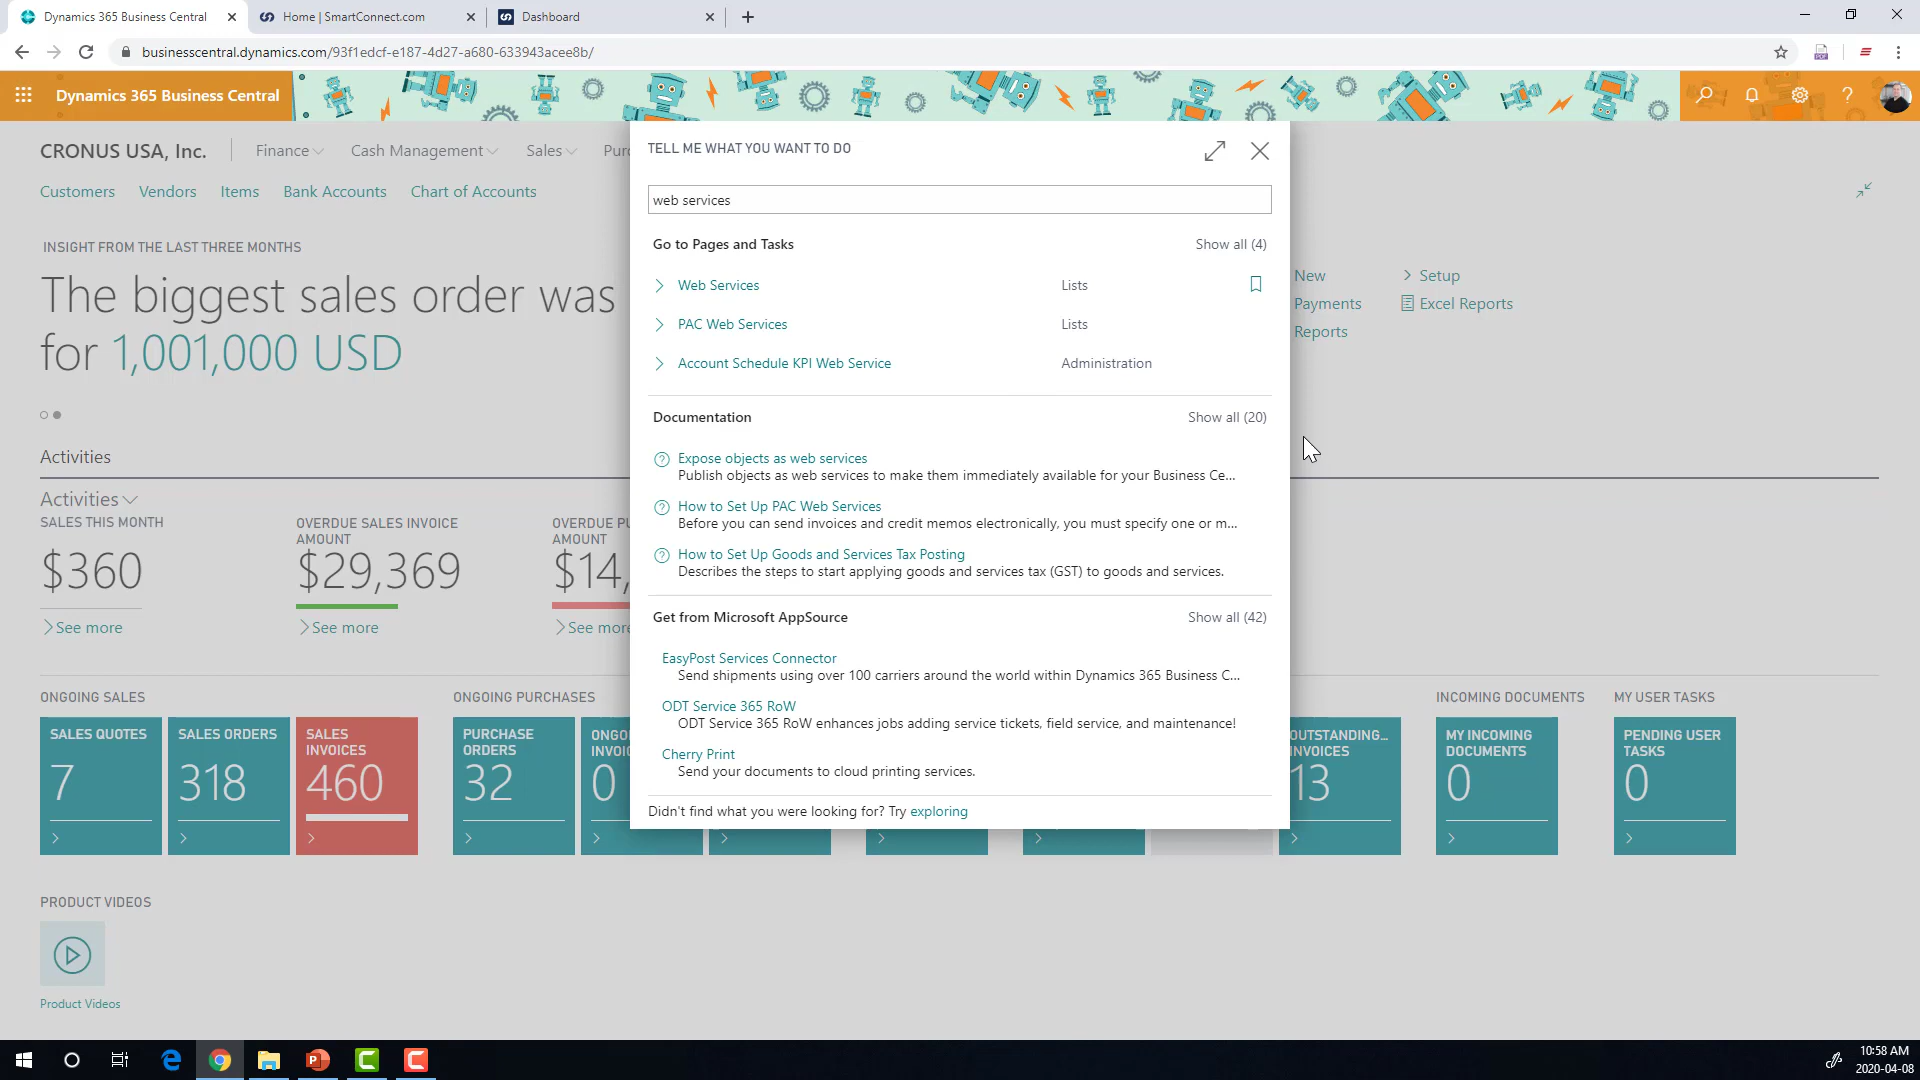 Dynamics 365 Business Central
Home | SmartConnect.com
Dashboard
businesscentral.dynamics.com/93f1edcf-e187-4d27-a680-633943acee8b/
Dynamics 365 Business Central
CRONUS USA, Inc.
Finance
Cash Management
Sales
Purc
Customers
Vendors
Items
Bank Accounts
Chart of Accounts
INSIGHT FROM THE LAST THREE MONTHS
The biggest sales order was
for 1,001,000 USD
New
Payments
Reports
> Setup
Excel Reports
TELL ME WHAT YOU WANT TO DO
web services
Go to Pages and Tasks
Show all (4)
Web Services
Lists
PAC Web Services
Lists
Account Schedule KPI Web Service
Administration
Documentation
Show all (20)
Expose objects as web services
Publish objects as web services to make them immediately available for your Business Ce...
How to Set Up PAC Web Services
Before you can send invoices and credit memos electronically, you must specify one or m...
How to Set Up Goods and Services Tax Posting
Describes the steps to start applying goods and services tax (GST) to goods and services.
Get from Microsoft AppSource
Show all (42)
EasyPost Services Connector
Send shipments using over 100 carriers around the world within Dynamics 365 Business C...
ODT Service 365 RoW
ODT Service 365 RoW enhances jobs adding service tickets, field service, and maintenance!
Cherry Print
Send your documents to cloud printing services.
Didn't find what you were looking for? Try exploring
Activities
Activities
SALES THIS MONTH
$360
>See more
OVERDUE SALES INVOICE
AMOUNT
$29,369
>See more
OVERDUE PU
AMOUNT
$14,
>See more
ONGOING SALES
SALES QUOTES
7
SALES ORDERS
318
SALES
INVOICES
460
ONGOING PURCHASES
PURCHASE
ORDERS
32
ONGO
INVOIC
0
OUTSTANDING...
INVOICES
13
INCOMING DOCUMENTS
MY INCOMING
DOCUMENTS
0
MY USER TASKS
PENDING USER
TASKS
0
PRODUCT VIDEOS
Product Videos
10:58 AM
2020-04-08